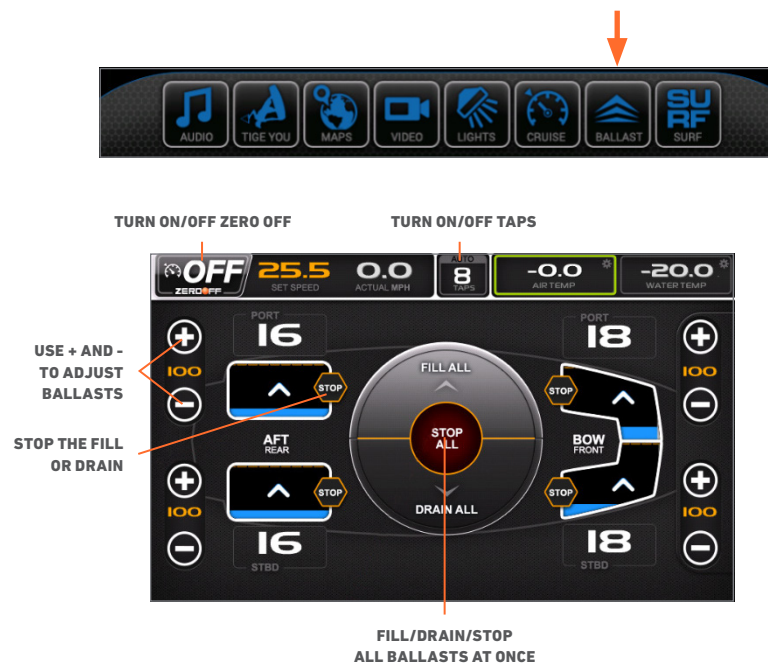 AUDIO
TIGE YOU
MAPS
VIDEO
LIGHTS
CRUISE
BALLAST
SU
RF
SURF
TURN ON/OFF ZERO OFF
TURN ON/OFF TAPS
OFF
ZEROOFF
25.5
SET SPEED
0.0
ACTUAL MPH
AUTO
8
TAPS
-0.0
AIR TEMP
-20.0
WATER TEMP
USE + AND -
TO ADJUST
BALLASTS
STOP THE FILL
OR DRAIN
PORT
16
100
STOP
AFT
REAR
STOP
100
16
STBD
FILL ALL
STOP
ALL
DRAIN ALL
PORT
18
100
STOP
BOW
FRONT
STOP
100
18
STBD
FILL/DRAIN/STOP
ALL BALLASTS AT ONCE